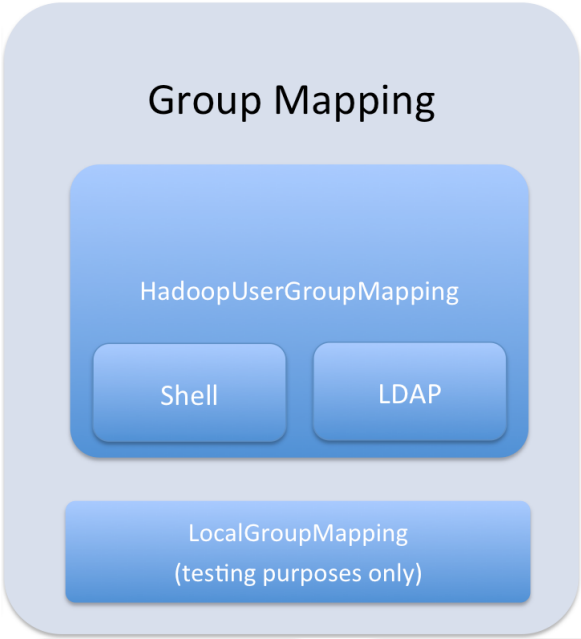 Group Mapping
HadoopUserGroupMapping
Shell
LDAP
LocalGroupMapping
(testing purposes only)